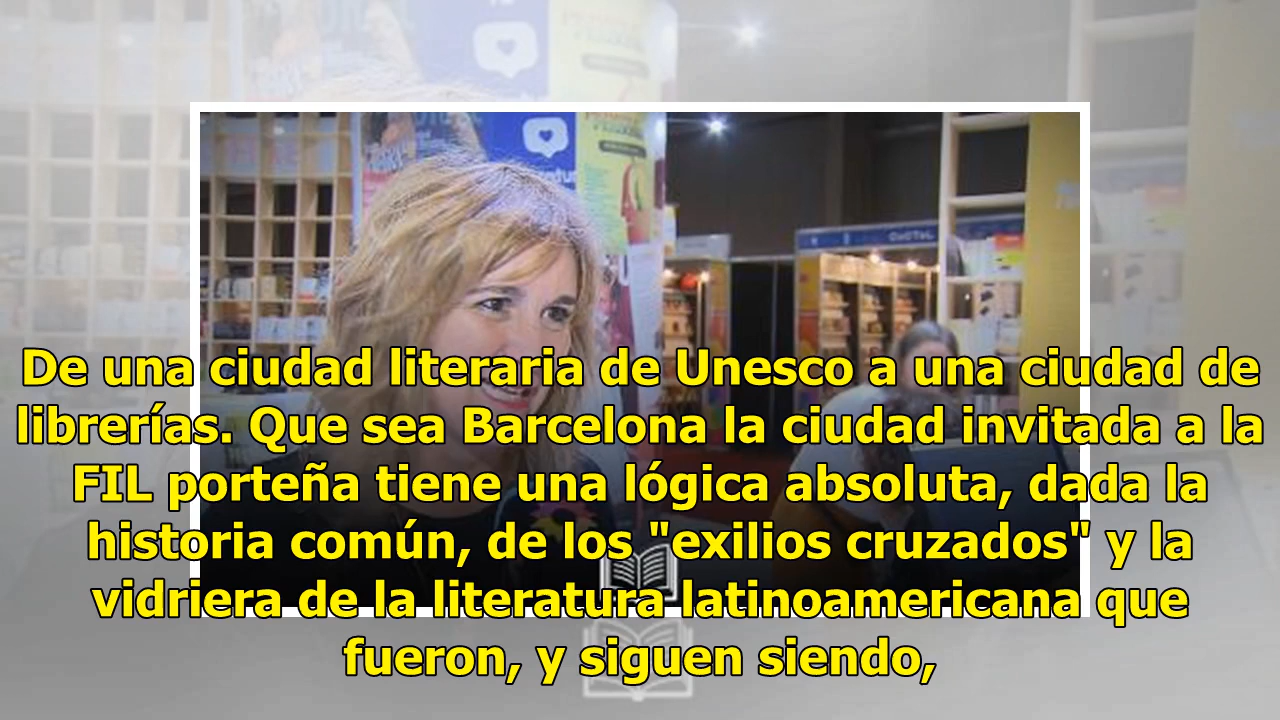 De una ciudad literaria de Unesco a una ciudad de
librerías. Que sea Barcelona la ciudad invitada a la
FIL porteña tiene una lógica absoluta, dada la
historia común, de los "exilios cruzados" y la
vidriera de la literatura latinoamericana que
fueron, y siguen siendo,